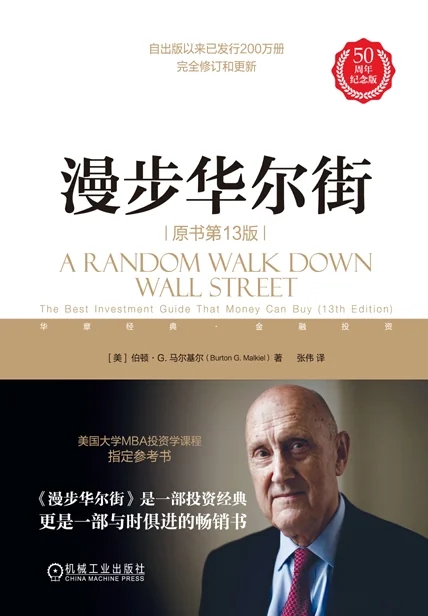 自出版以来已发行200万册
完全修订和更新
50
周年
纪念版
漫步华尔街
原书第13版
A RANDOM WALK DOWN
WALL STREET
The Best Investment Guide That Money Can Buy (13th Edition)
华章经典·金融投资
[美] 伯顿·G. 马尔基尔 (Burton G. Malkiel) 著 张伟 译
美国大学MBA投资学课程
指定参考书
《漫步华尔街》是一部投资经典
更是一部与时俱进的畅销书
机械工业出版社
CHINA MACHINE PRESS